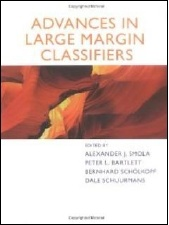 ADVANCES IN
LARGE MARGIN
CLASSIFIERS
EDITED BY
ALEXANDER J. SMOLA
PETER L. BARTLETT
BERNHARD SCHÖLKOPF
DALE SCHUURMANS